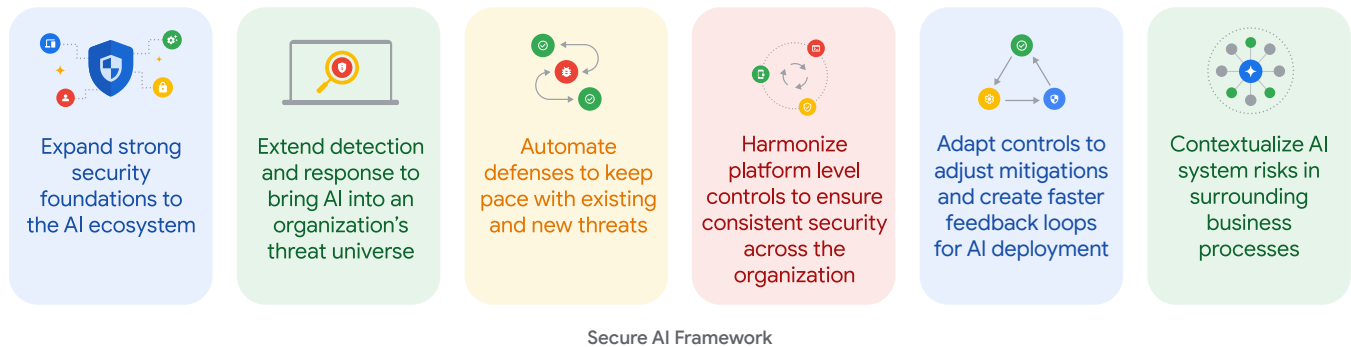 Expand strong
security
foundations to
the AI ecosystem
Extend detection
and response to
bring AI into an
organization’s
threat universe
Automate
defenses to keep
pace with existing
and new threats
Harmonize
platform level
controls to ensure
consistent security
across the
organization
Adapt controls to
adjust mitigations
and create faster
feedback loops
for AI deployment
Contextualize AI
system risks in
surrounding
business
processes
Secure AI Framework